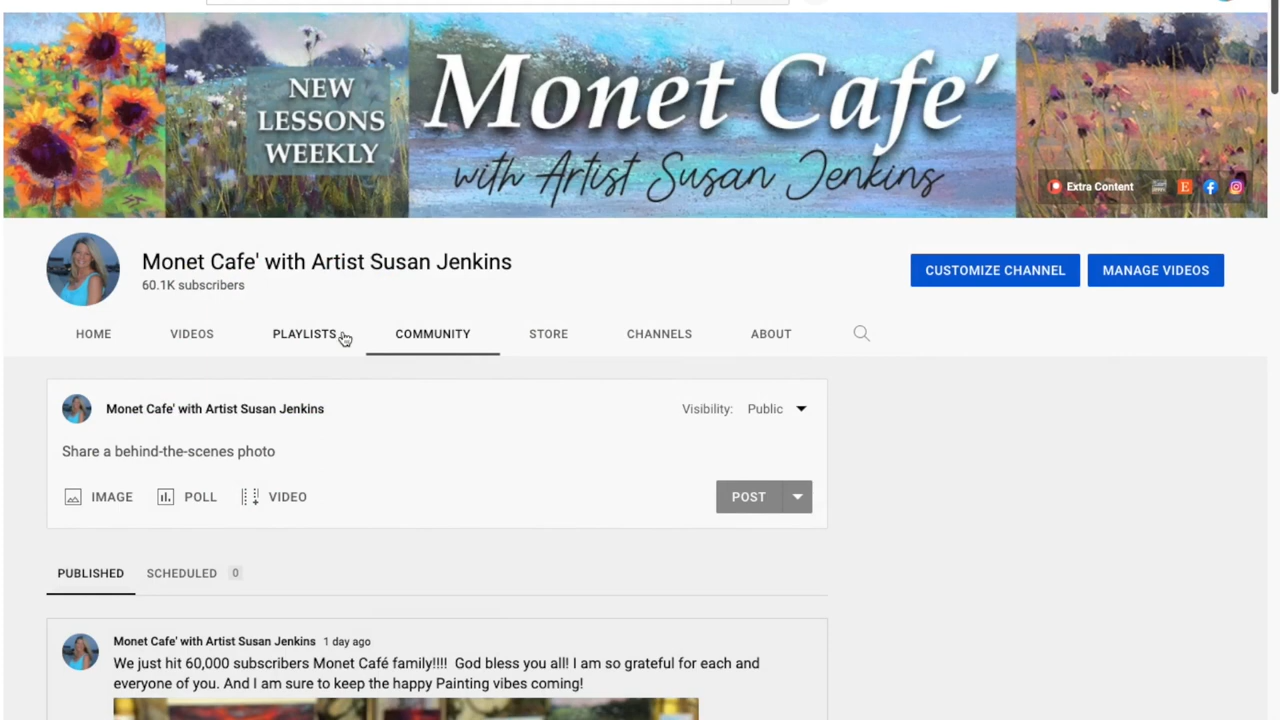 NEW
LESSONS
WEEKLY
Monet Cafe'
with Artist Susan Jenkins
Extra Content
Monet Cafe' with Artist Susan Jenkins
60.1K subscribers
CUSTOMIZE CHANNEL
MANAGE VIDEOS
HOME VIDEOS PLAYLISTS COMMUNITY STORE CHANNELS ABOUT
Monet Cafe' with Artist Susan Jenkins
Visibility: Public
Share a behind-the-scenes photo
IMAGE POLL VIDEO
POST
PUBLISHED SCHEDULED 0
Monet Cafe' with Artist Susan Jenkins 1 day ago
We just hit 60,000 subscribers Monet Café family!!!! God bless you all! I am so grateful for each and
everyone of you. And I am sure to keep the happy Painting vibes coming!